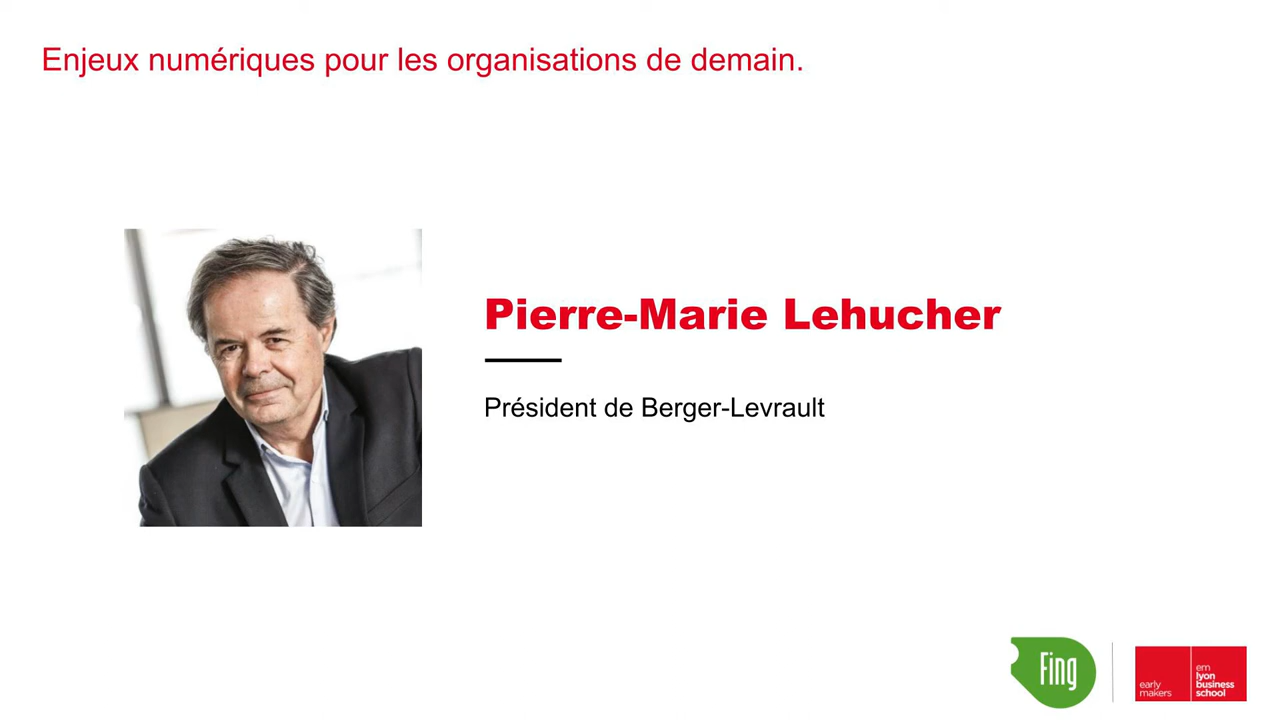 Enjeux numériques pour les organisations de demain.
Pierre-Marie Lehucher
Président de Berger-Levrault
Fing
early
makers
em
lyon
business
school